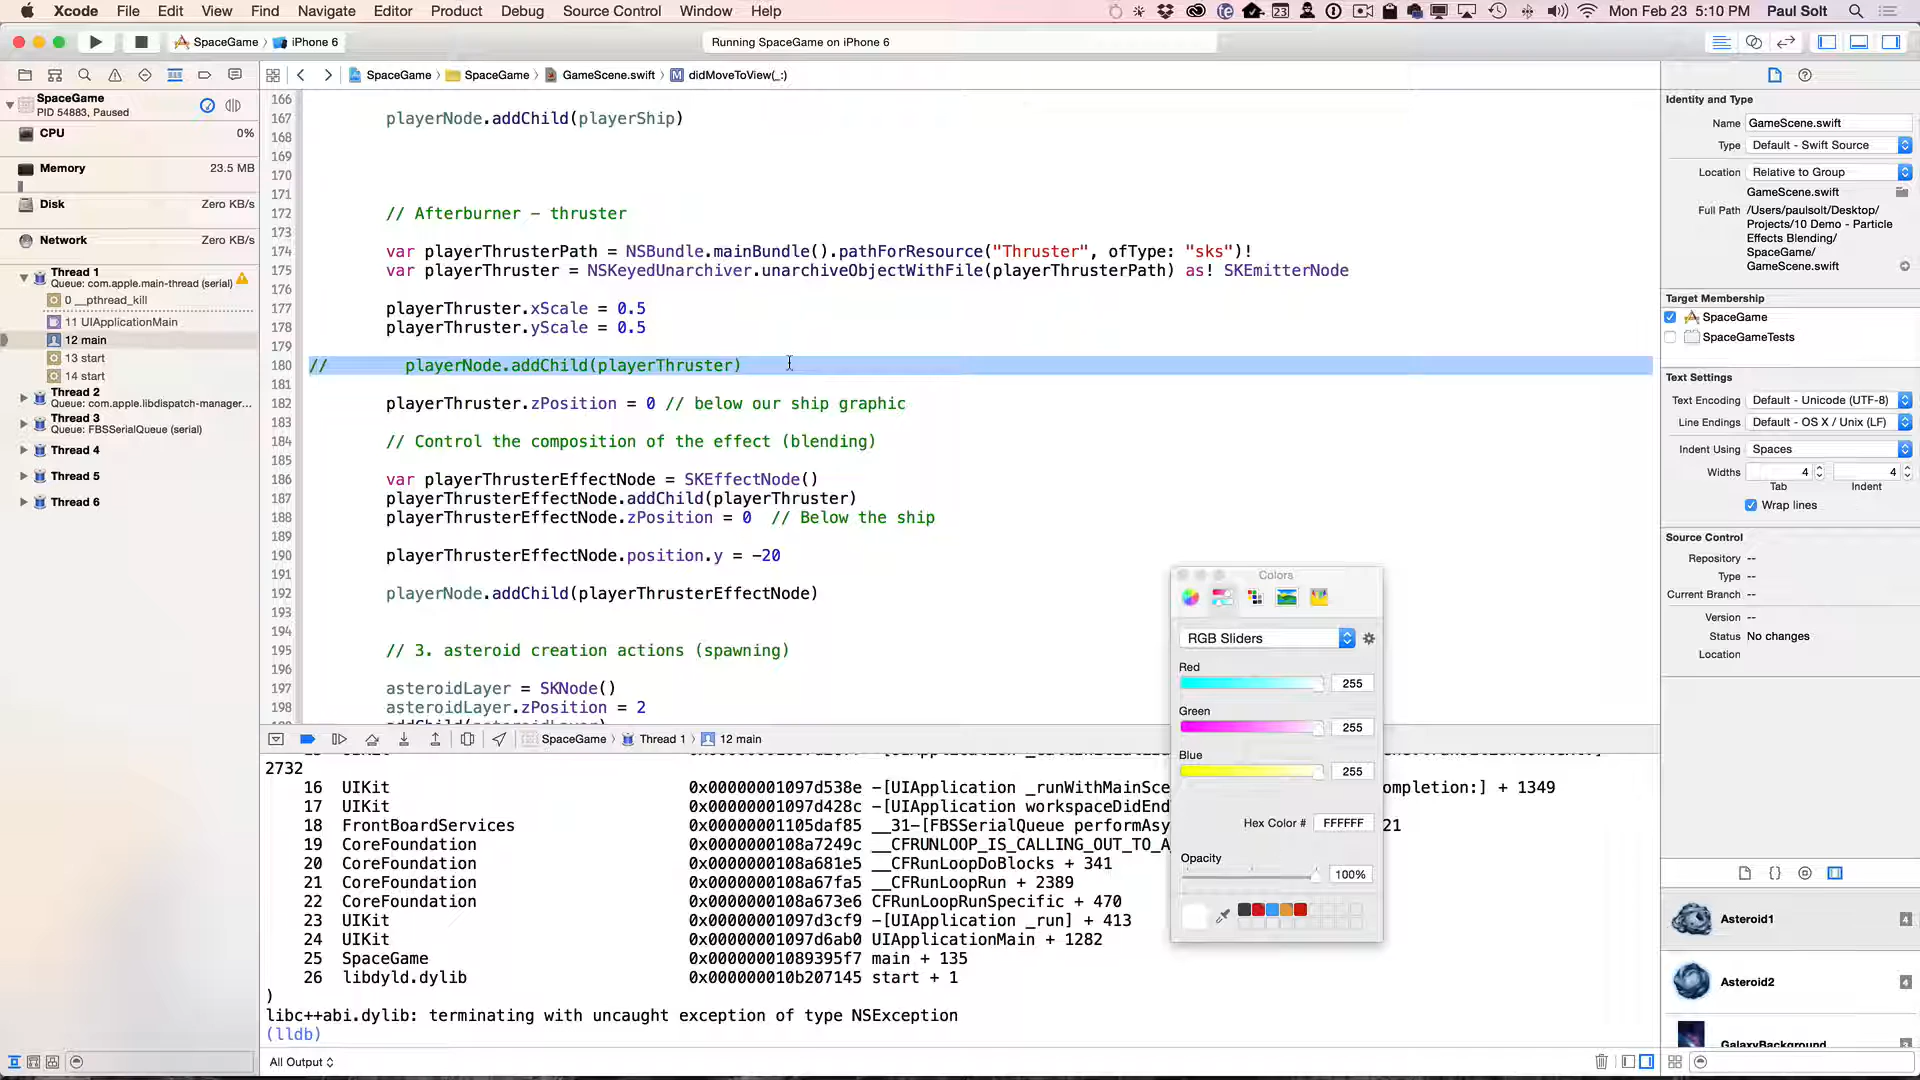 Xcode File Edit View Find Navigate Editor Product Debug Source Control Window Help Mon Feb 23 5:10 PM Paul Solt
SpaceGame iPhone 6 Running SpaceGame on iPhone 6
SpaceGame SpaceGame GameScene.swift didMoveToView(_:)
SpaceGame
PID 54883, Paused
CPU 0%
Memory 23.5 MB
Disk Zero KB/s
Network Zero KB/s
Thread 1
Queue: com.apple.main-thread (serial)
0 __pthread_kill
11 UIApplicationMain
12 main
13 start
14 start
Thread 2
Queue: com.apple.libdispatch-manager...
Thread 3
Queue: FBSSerialQueue (serial)
Thread 4
Thread 5
Thread 6
166
167 playerNode.addChild(playerShip)
168
169
170
171
172 // Afterburner - thruster
173
174 var playerThrusterPath = NSBundle.mainBundle().pathForResource("Thruster", ofType: "sks")!
175 var playerThruster = NSKeyedUnarchiver.unarchiveObjectWithFile(playerThrusterPath) as! SKEmitterNode
176
177 playerThruster.xScale = 0.5
178 playerThruster.yScale = 0.5
179
180 // playerNode.addChild(playerThruster)
181
182 playerThruster.zPosition = 0 // below our ship graphic
183
184 // Control the composition of the effect (blending)
185
186 var playerThrusterEffectNode = SKEffectNode()
187 playerThrusterEffectNode.addChild(playerThruster)
188 playerThrusterEffectNode.zPosition = 0 // Below the ship
189
190 playerThrusterEffectNode.position.y = -20
191
192 playerNode.addChild(playerThrusterEffectNode)
193
194
195 // 3. asteroid creation actions (spawning)
196
197 asteroidLayer = SKNode()
198 asteroidLayer.zPosition = 2
SpaceGame Thread 1 12 main
2732
16 UIKit 0x00000001097d538e -[UIApplication _runWithMainSce ompletion:] + 1349
17 UIKit 0x00000001097d428c -[UIApplication workspaceDidEnd
18 FrontBoardServices 0x00000001105daf85 __31-[FBSSerialQueue performAsy 21
19 CoreFoundation 0x0000000108a7249c __CFRUNLOOP_IS_CALLING_OUT_TO_A
20 CoreFoundation 0x0000000108a681e5 __CFRunLoopDoBlocks + 341
21 CoreFoundation 0x0000000108a67fa5 __CFRunLoopRun + 2389
22 CoreFoundation 0x0000000108a673e6 CFRunLoopRunSpecific + 470
23 UIKit 0x00000001097d3cf9 -[UIApplication _run] + 413
24 UIKit 0x00000001097d6ab0 UIApplicationMain + 1282
25 SpaceGame 0x00000001089395f7 main + 135
26 libdyld.dylib 0x000000010b207145 start + 1
)
libc++abi.dylib: terminating with uncaught exception of type NSException
(lldb)
All Output
Colors
RGB Sliders
Red
255
Green
255
Blue
255
Hex Color # FFFFFF
Opacity
100%
Identity and Type
Name GameScene.swift
Type Default - Swift Source
Location Relative to Group
GameScene.swift
Full Path /Users/paulsolt/Desktop/
Projects/10 Demo - Particle
Effects Blending/
SpaceGame/
GameScene.swift
Target Membership
SpaceGame
SpaceGameTests
Text Settings
Text Encoding Default - Unicode (UTF-8)
Line Endings Default - OS X / Unix (LF)
Indent Using Spaces
Widths 4 4
Tab Indent
Wrap lines
Source Control
Repository --
Type --
Current Branch --
Version --
Status No changes
Location
Asteroid1
Asteroid2
GalaxyBackground